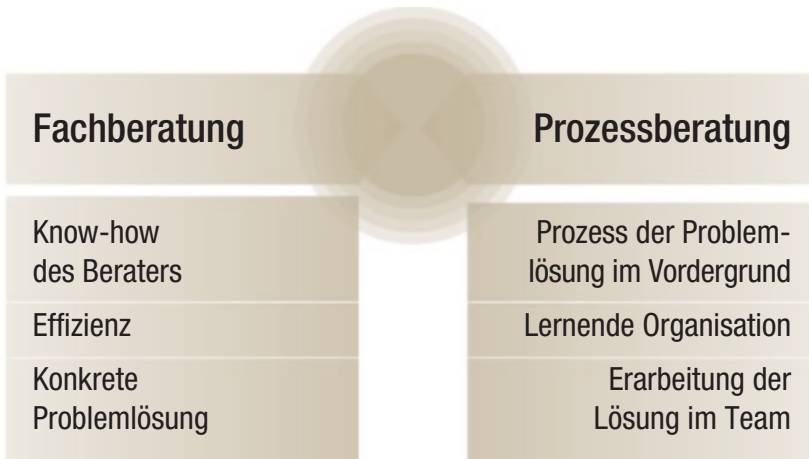 Fachberatung
Know-how
des Beraters
Effizienz
Konkrete
Problemlösung
Prozessberatung
Prozess der Problem-
lösung im Vordergrund
Lernende Organisation
Erarbeitung der
Lösung im Team